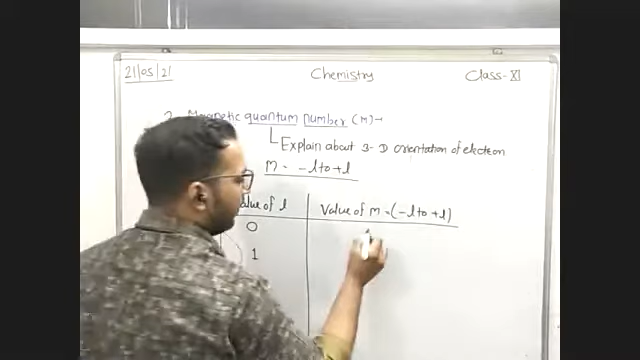 21/05/21 Chemistry Class-XI
Magnetic quantum number (m)→
Explain about 3-D orientation of electron
m = -l to +l
Value of l Value of m = (-l to +l)
0
1